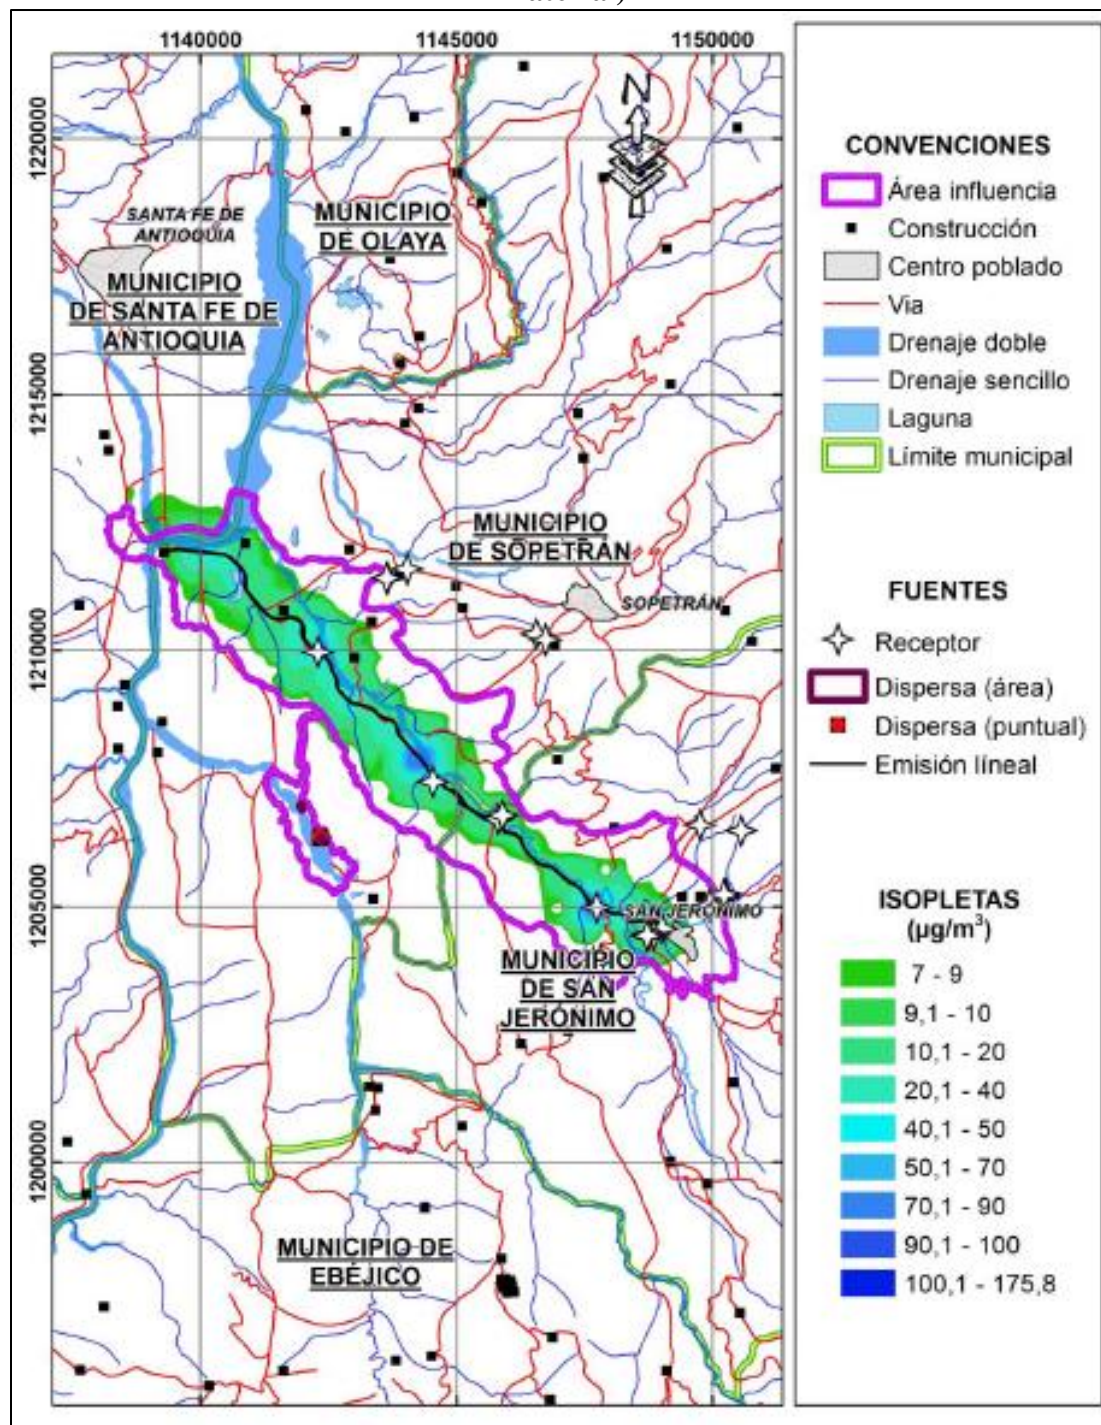 1140000 1145000 1150000
1220000
1215000
1210000
1205000
1200000
N
SANTA FE DE
ANTIOQUIA
MUNICIPIO
DE OLAYA
MUNICIPIO
DE SANTA FE DE
ANTIOQUIA
MUNICIPIO
DE SOPETRÁN
SOPETRÁN
SAN JERÓNIMO
MUNICIPIO
DE SAN
JERÓNIMO
MUNICIPIO DE
EBÉJICO
CONVENCIONES
Área influencia
Construcción
Centro poblado
Via
Drenaje doble
Drenaje sencillo
Laguna
Límite municipal
FUENTES
Receptor
Dispersa (área)
Dispersa (puntual)
Emisión líneal
ISOPLETAS
(µg/m³)
7 - 9
9,1 - 10
10,1 - 20
20,1 - 40
40,1 - 50
50,1 - 70
70,1 - 90
90,1 - 100
100,1 - 175,8